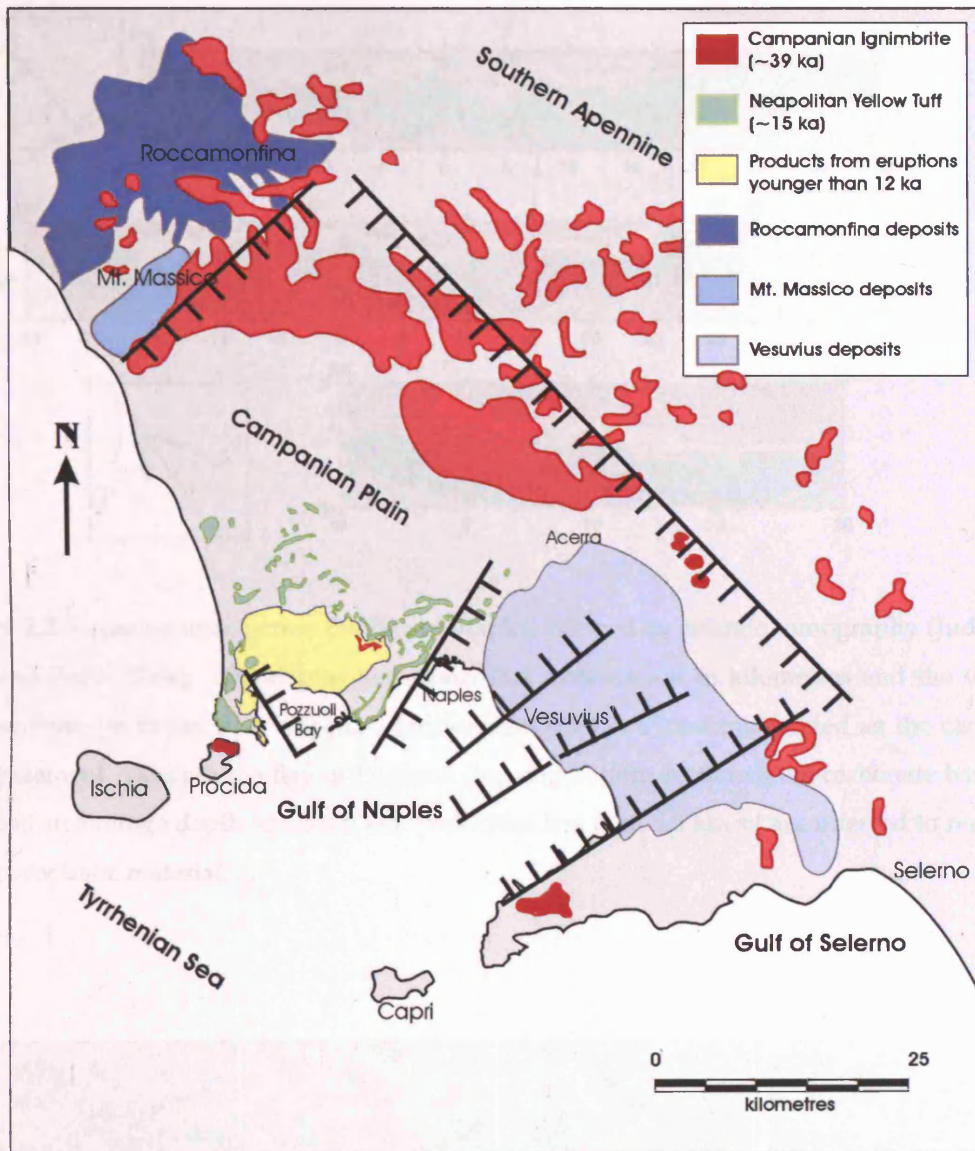 Campanian Ignimbrite
(~39 ka)
Neapolitan Yellow Tuff
(~15 ka)
Products from eruptions
younger than 12 ka
Roccamonfina deposits
Mt. Massico deposits
Vesuvius deposits
Southern Apennine
Roccamonfina
Mt. Massico
N
Campanian Plain
Acerra
Naples
Pozzuoli
Bay
Vesuvius
Procida
Ischia
Gulf of Naples
Selerno
Tyrrhenian Sea
Gulf of Selerno
Capri
0 25
kilometres